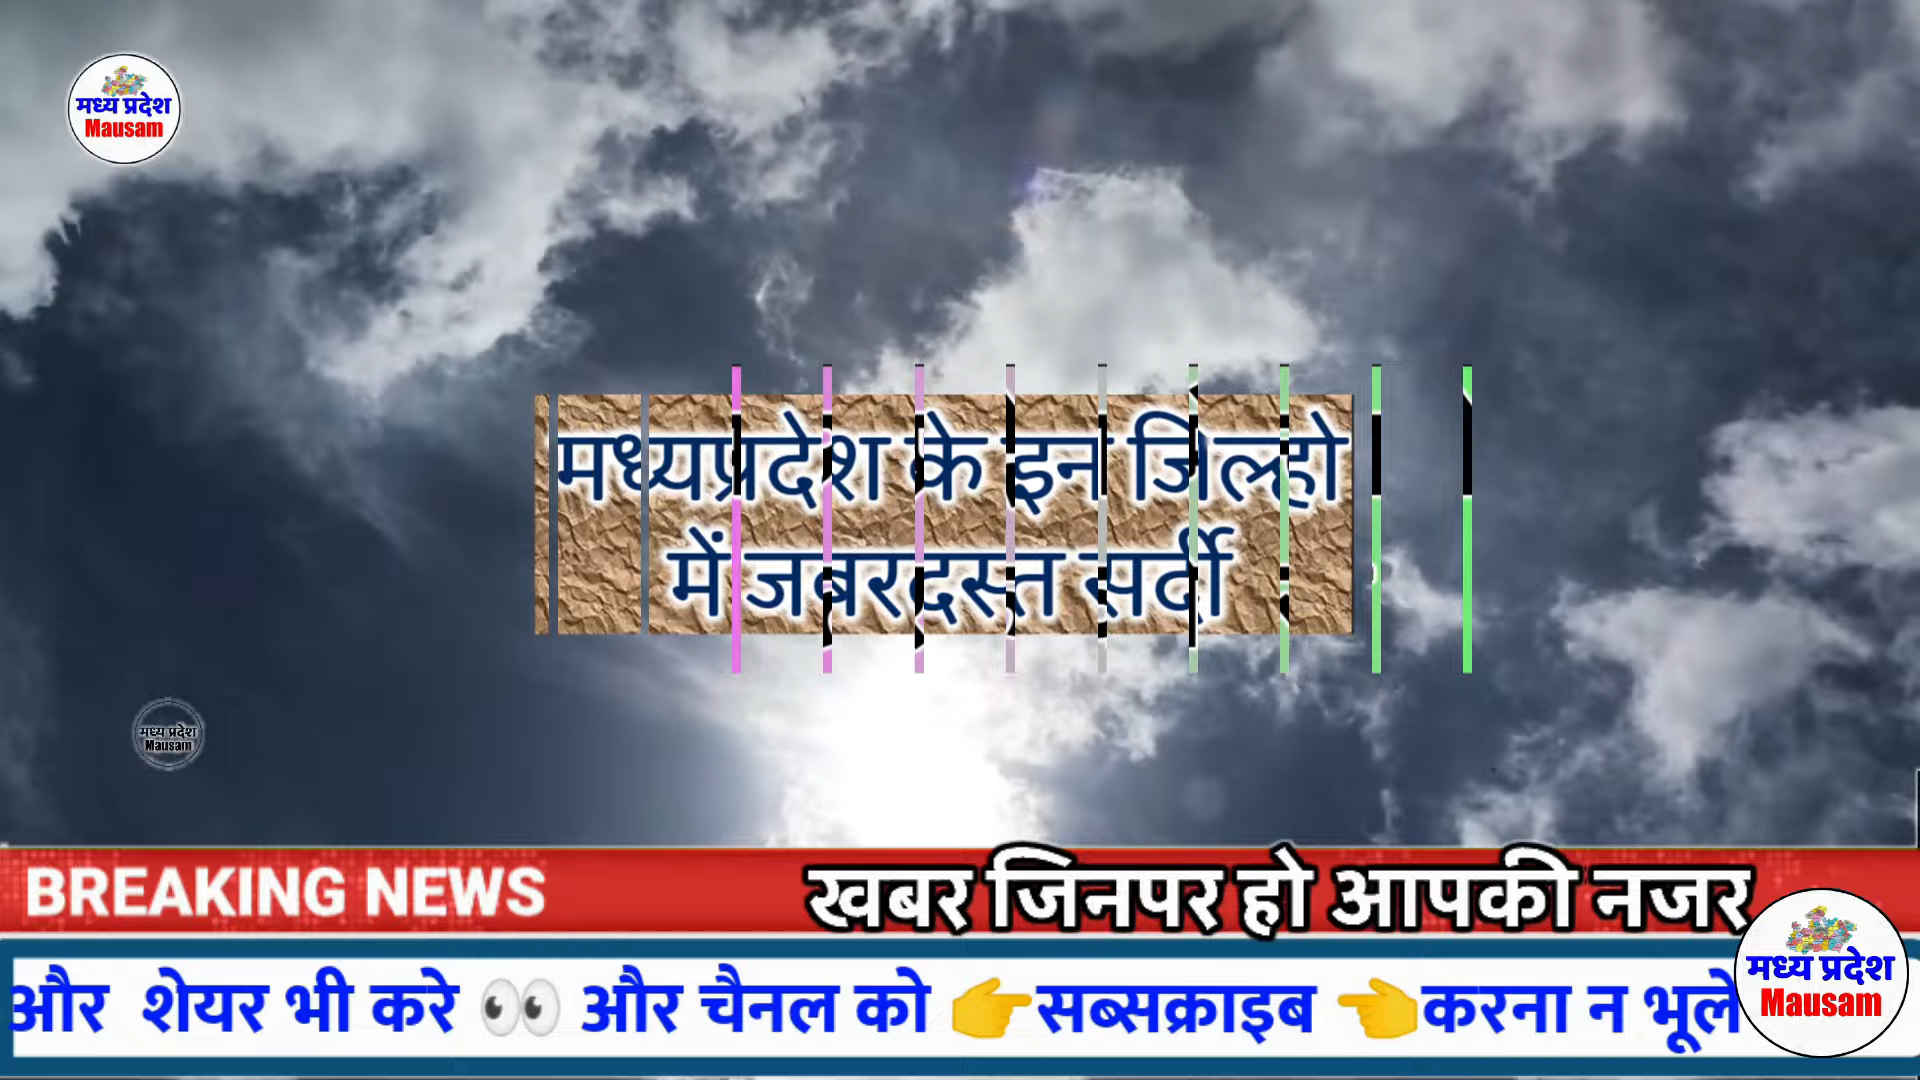 मध्य प्रदेश
Mausam
मध्यप्रदेश के इन जिल्हो
में जबरदस्त सर्दी
मध्य प्रदेश
Mausam
BREAKING NEWS
खबर जिनपर हो आपकी नजर
और शेयर भी करे 👀 और चैनल को 👉सब्सक्राइब 👈करना न भूले
मध्य प्रदेश
Mausam